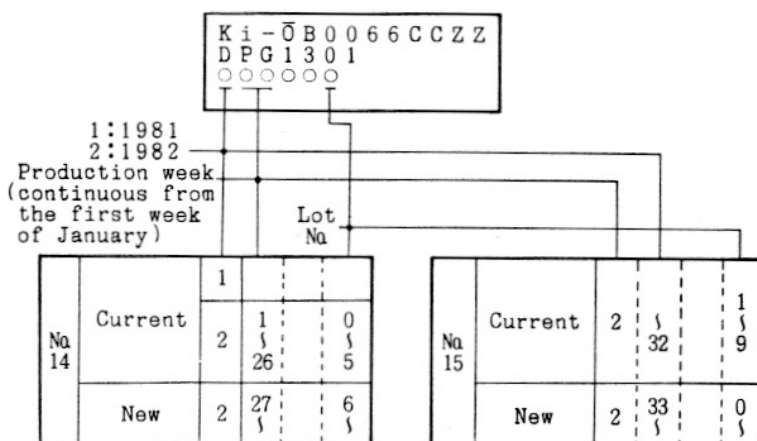 Ki-ŌB0066CCZZ
DPG1301
○○○○○○
1:1981
2:1982
Production week
(continuous from
the first week
of January)
Lot
No.
No.
14
Current
1
2
1
∫
26
0
∫
5
New
2
27
∫
6
∫
No.
15
Current
2
∫
32
1
∫
9
New
2
33
∫
0
∫